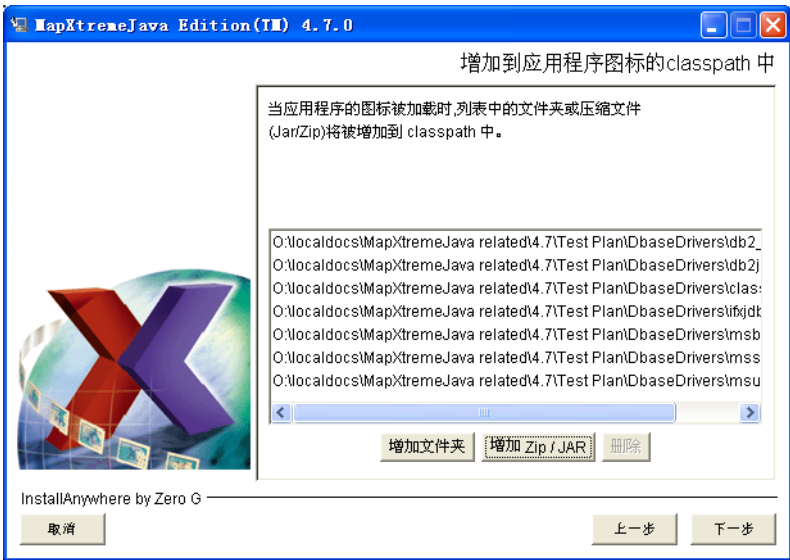 MapXtremeJava Edition(TM) 4.7.0
增加到应用程序图标的classpath 中
当应用程序的图标被加载时,列表中的文件夹或压缩文件
(Jar/Zip)将被增加到 classpath 中。
O:\localdocs\MapXtremeJava related\4.7\Test Plan\DbaseDrivers\db2_
O:\localdocs\MapXtremeJava related\4.7\Test Plan\DbaseDrivers\db2j
O:\localdocs\MapXtremeJava related\4.7\Test Plan\DbaseDrivers\class
O:\localdocs\MapXtremeJava related\4.7\Test Plan\DbaseDrivers\ifxjdb
O:\localdocs\MapXtremeJava related\4.7\Test Plan\DbaseDrivers\msb
O:\localdocs\MapXtremeJava related\4.7\Test Plan\DbaseDrivers\mss
O:\localdocs\MapXtremeJava related\4.7\Test Plan\DbaseDrivers\msu
增加文件夹 增加 Zip / JAR 删除
InstallAnywhere by Zero G
取消 上一步 下一步